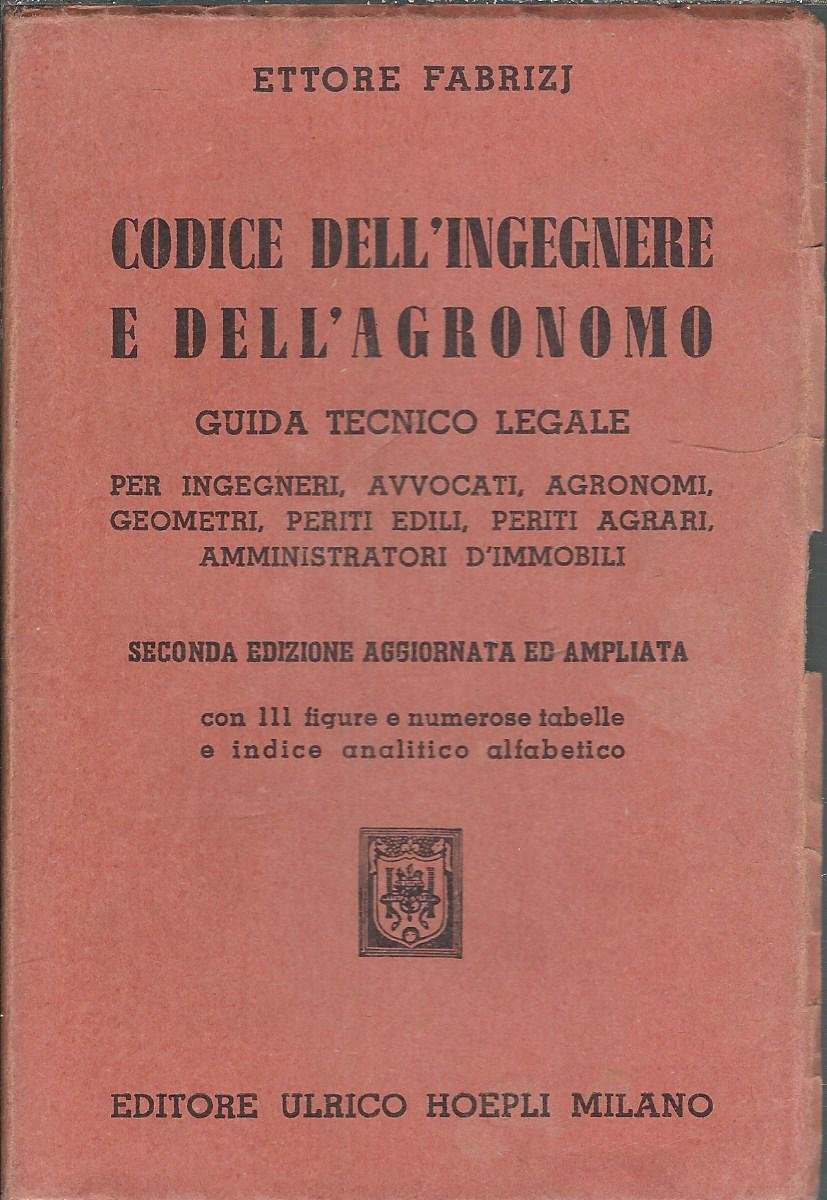 ETTORE FABRIZJ
CODICE DELL'INGEGNERE
E DELL'AGRONOMO
GUIDA TECNICO LEGALE
PER INGEGNERI, AVVOCATI, AGRONOMI,
GEOMETRI, PERITI EDILI, PERITI AGRARI,
AMMINISTRATORI D'IMMOBILI
SECONDA EDIZIONE AGGIORNATA ED AMPLIATA
con 111 figure e numerose tabelle
e indice analitico alfabetico
EDITORE ULRICO HOEPLI MILANO